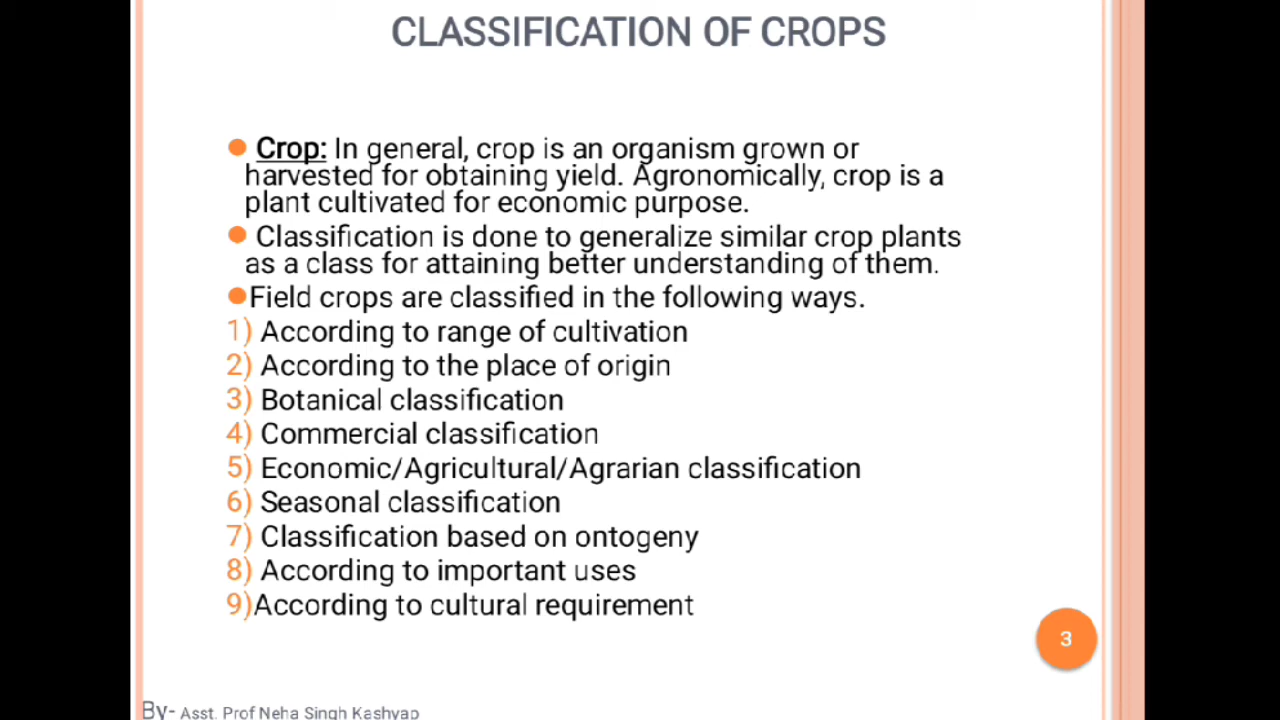 CLASSIFICATION OF CROPS
Crop: In general, crop is an organism grown or
harvested for obtaining yield. Agronomically, crop is a
plant cultivated for economic purpose.
Classification is done to generalize similar crop plants
as a class for attaining better understanding of them.
Field crops are classified in the following ways.
1) According to range of cultivation
2) According to the place of origin
3) Botanical classification
4) Commercial classification
5) Economic/Agricultural/Agrarian classification
6) Seasonal classification
7) Classification based on ontogeny
8) According to important uses
9)According to cultural requirement
3
By- Asst. Prof Neha Singh Kashyap